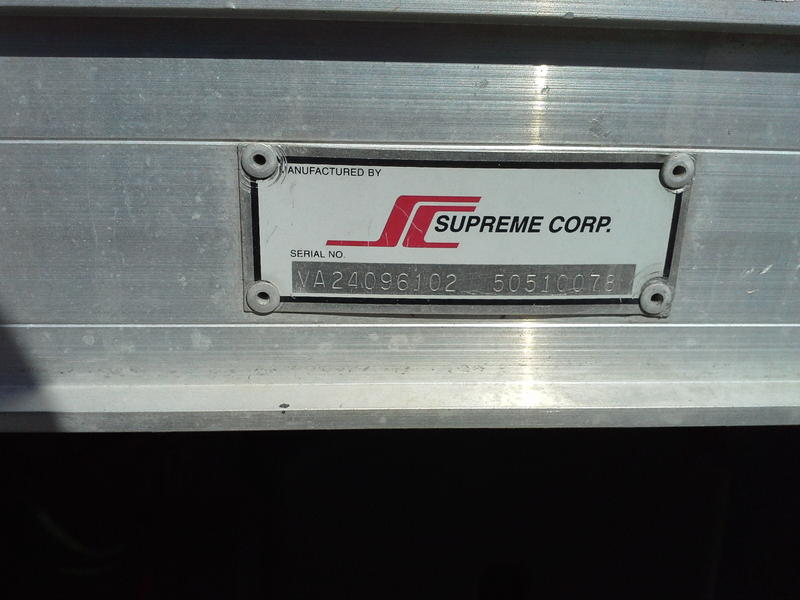 MANUFACTURED BY
SUPREME CORP.
SERIAL NO.
VA24096102 50510078